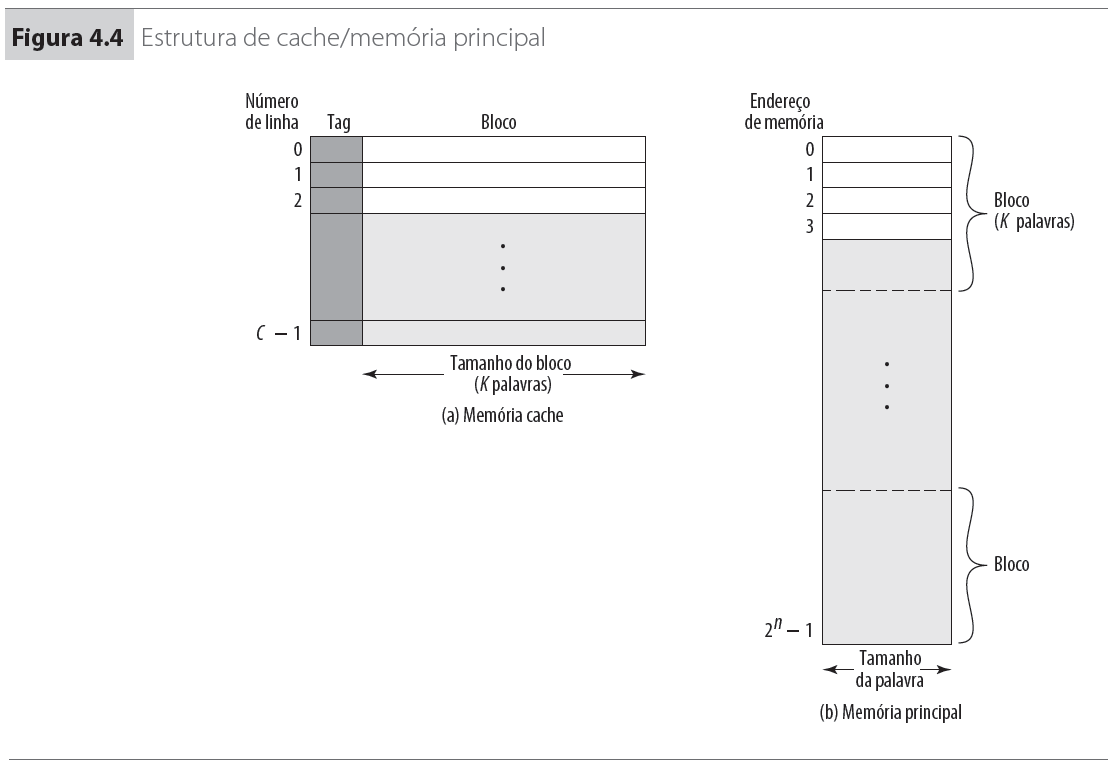 Figura 4.4 Estrutura de cache/memória principal
Número
de linha Tag Bloco
0
1
2
C – 1
Tamanho do bloco
(K palavras)
(a) Memória cache
Endereço
de memória
0
1
2
3
Bloco
(K palavras)
Bloco
2ⁿ – 1
Tamanho
da palavra
(b) Memória principal